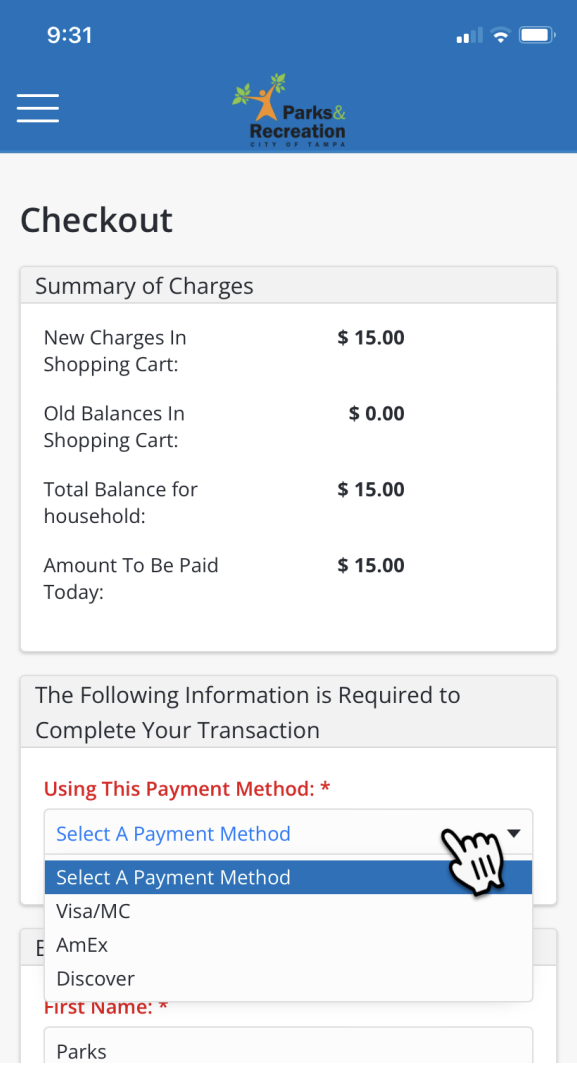 9:31
Parks&
Recreation
CITY OF TAMPA
Checkout
Summary of Charges
New Charges In $ 15.00
Shopping Cart:
Old Balances In $ 0.00
Shopping Cart:
Total Balance for $ 15.00
household:
Amount To Be Paid $ 15.00
Today:
The Following Information is Required to
Complete Your Transaction
Using This Payment Method: *
Select A Payment Method
Select A Payment Method
Visa/MC
AmEx
Discover
First Name: *
Parks